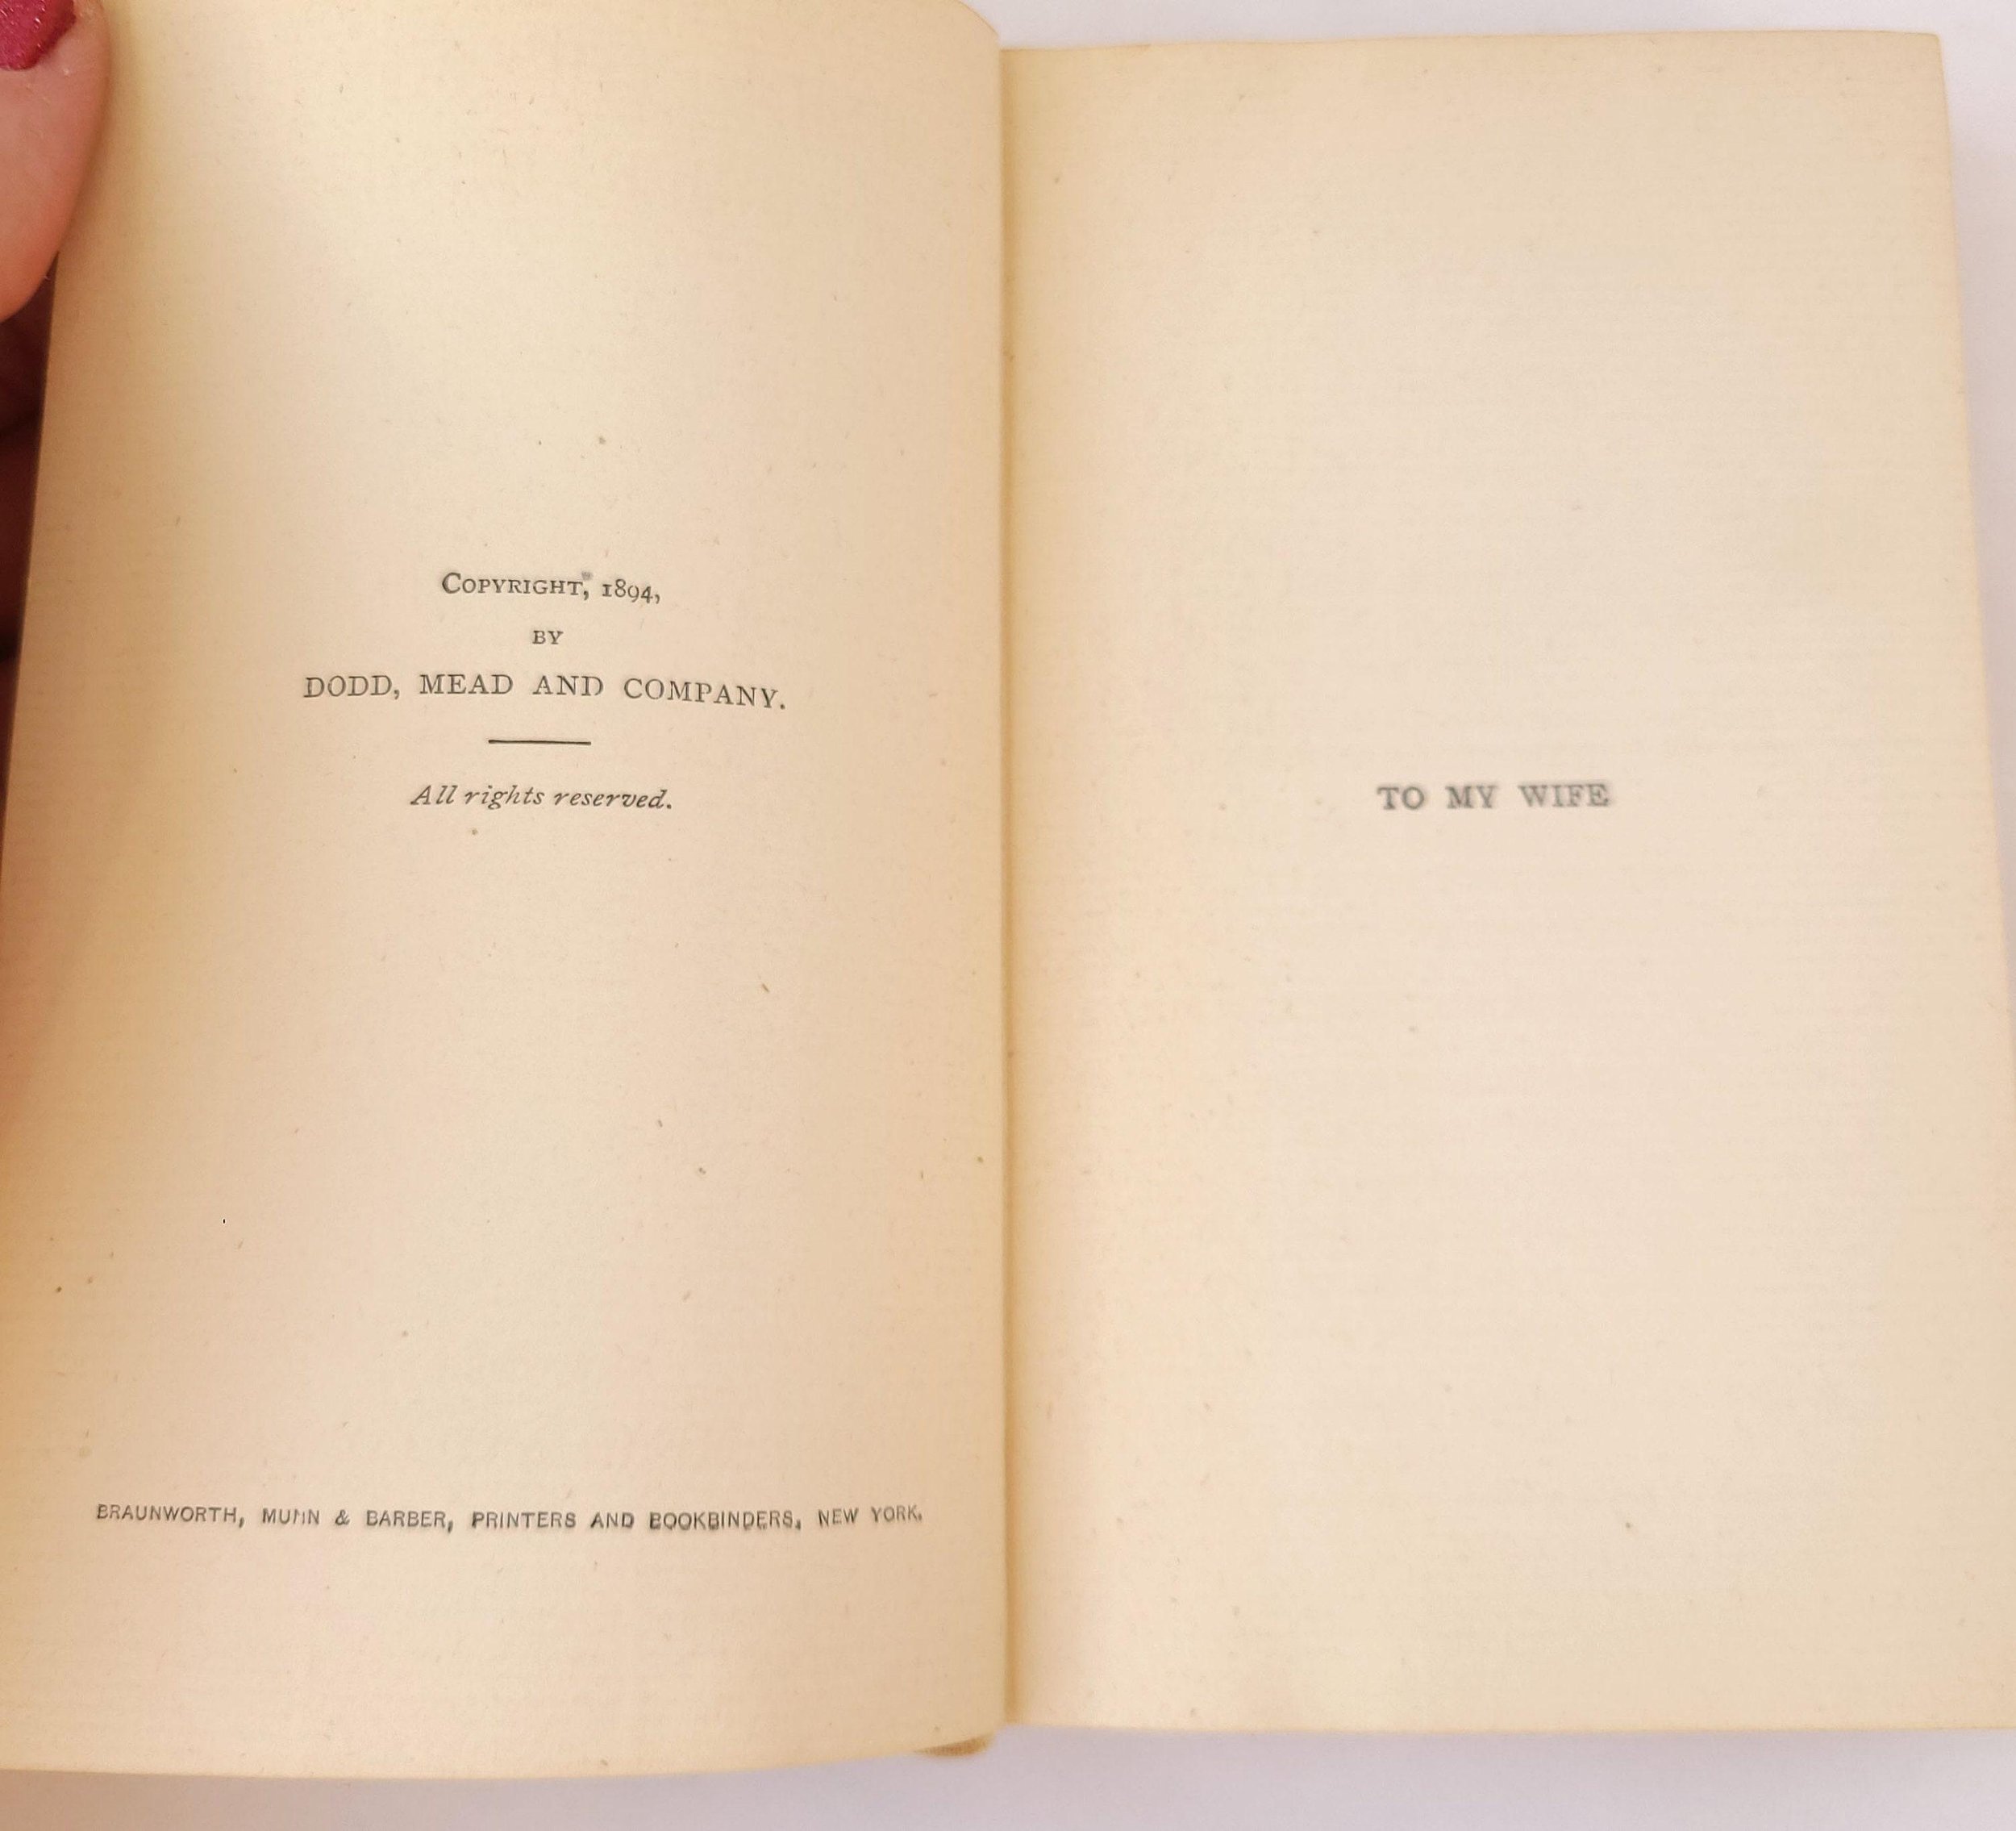 COPYRIGHT, 1894,
BY
DODD, MEAD AND COMPANY.
All rights reserved.
BRAUNWORTH, MUNN & BARBER, PRINTERS AND BOOKBINDERS, NEW YORK.
TO MY WIFE